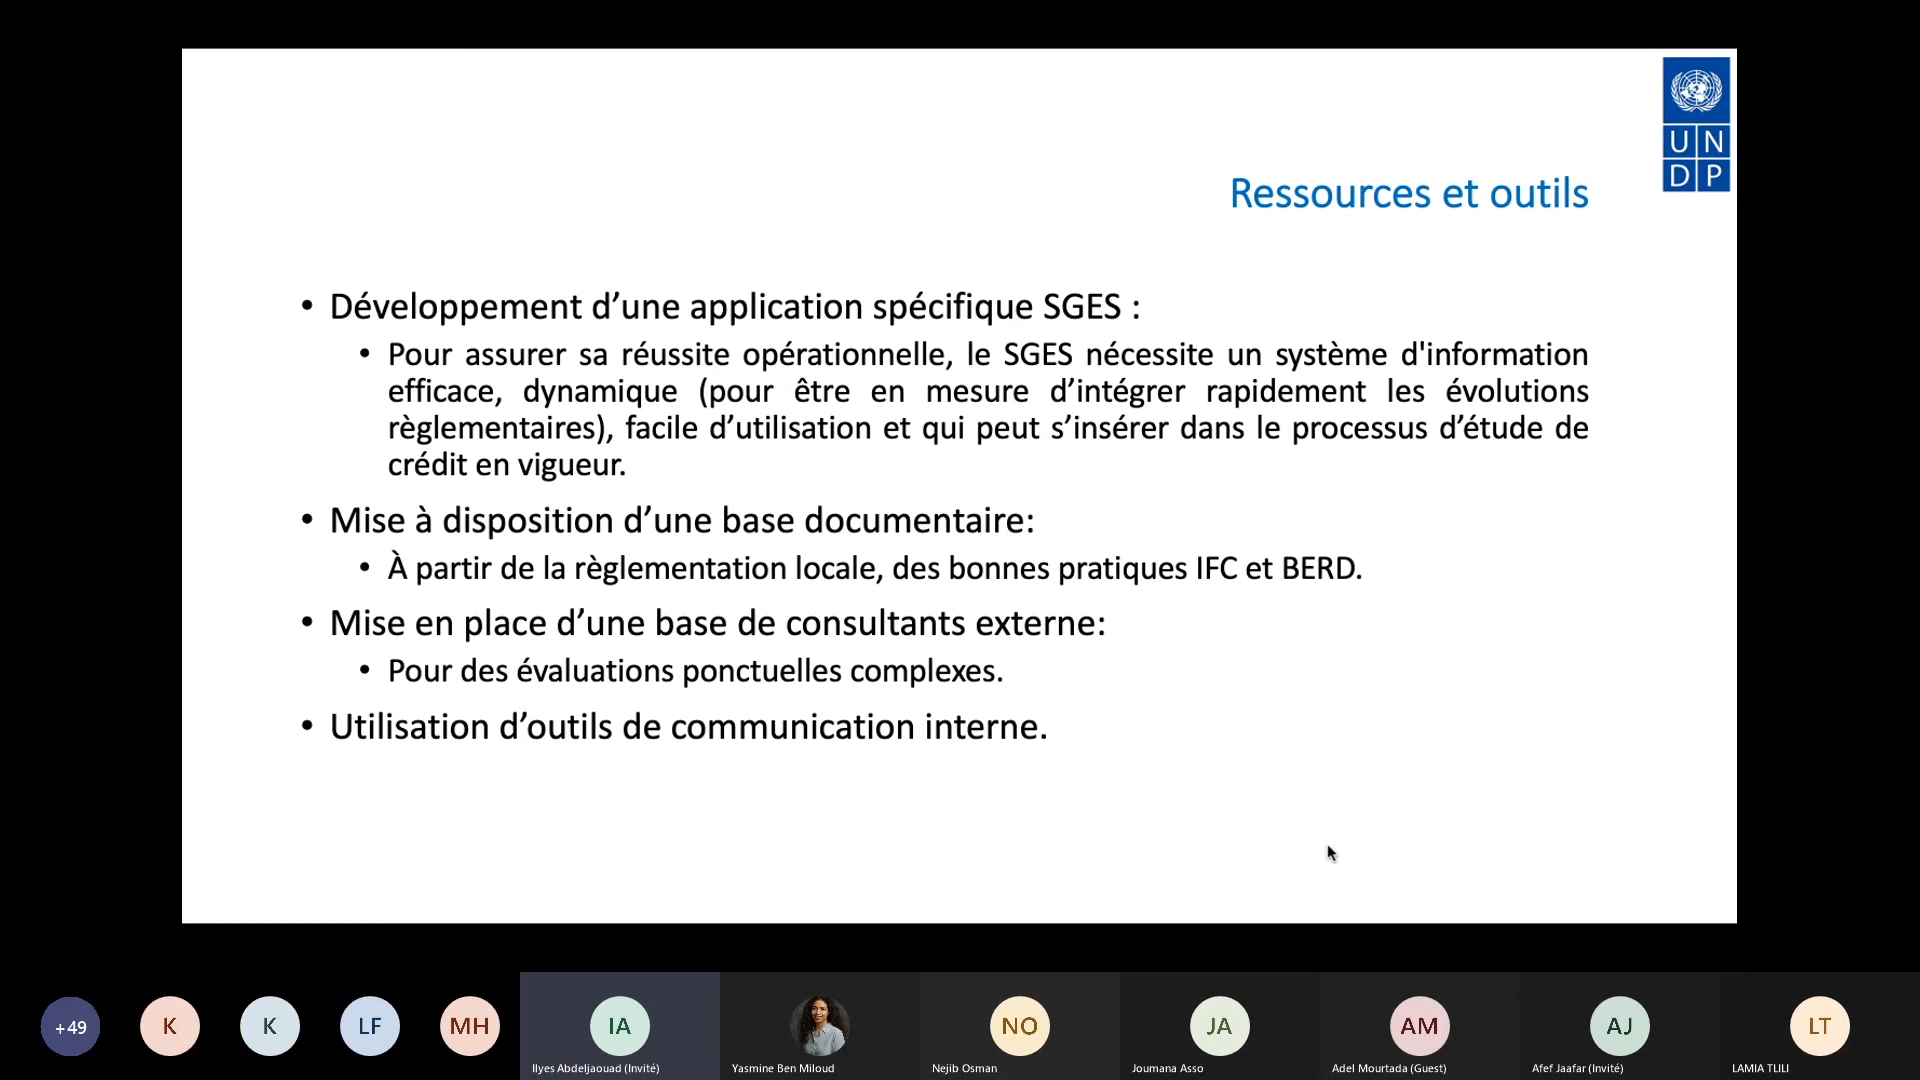 U N
D P
Ressources et outils
• Développement d’une application spécifique SGES :
• Pour assurer sa réussite opérationnelle, le SGES nécessite un système d'information
efficace, dynamique (pour être en mesure d’intégrer rapidement les évolutions
règlementaires), facile d’utilisation et qui peut s’insérer dans le processus d’étude de
crédit en vigueur.
• Mise à disposition d’une base documentaire:
• À partir de la règlementation locale, des bonnes pratiques IFC et BERD.
• Mise en place d’une base de consultants externe:
• Pour des évaluations ponctuelles complexes.
• Utilisation d’outils de communication interne.
+49 K K LF MH IA NO JA AM AJ LT
Ilyes Abdeljaouad (Invité) Yasmine Ben Miloud Nejib Osman Joumana Asso Adel Mourtada (Guest) Afef Jaafar (Invité) LAMIA TLILI